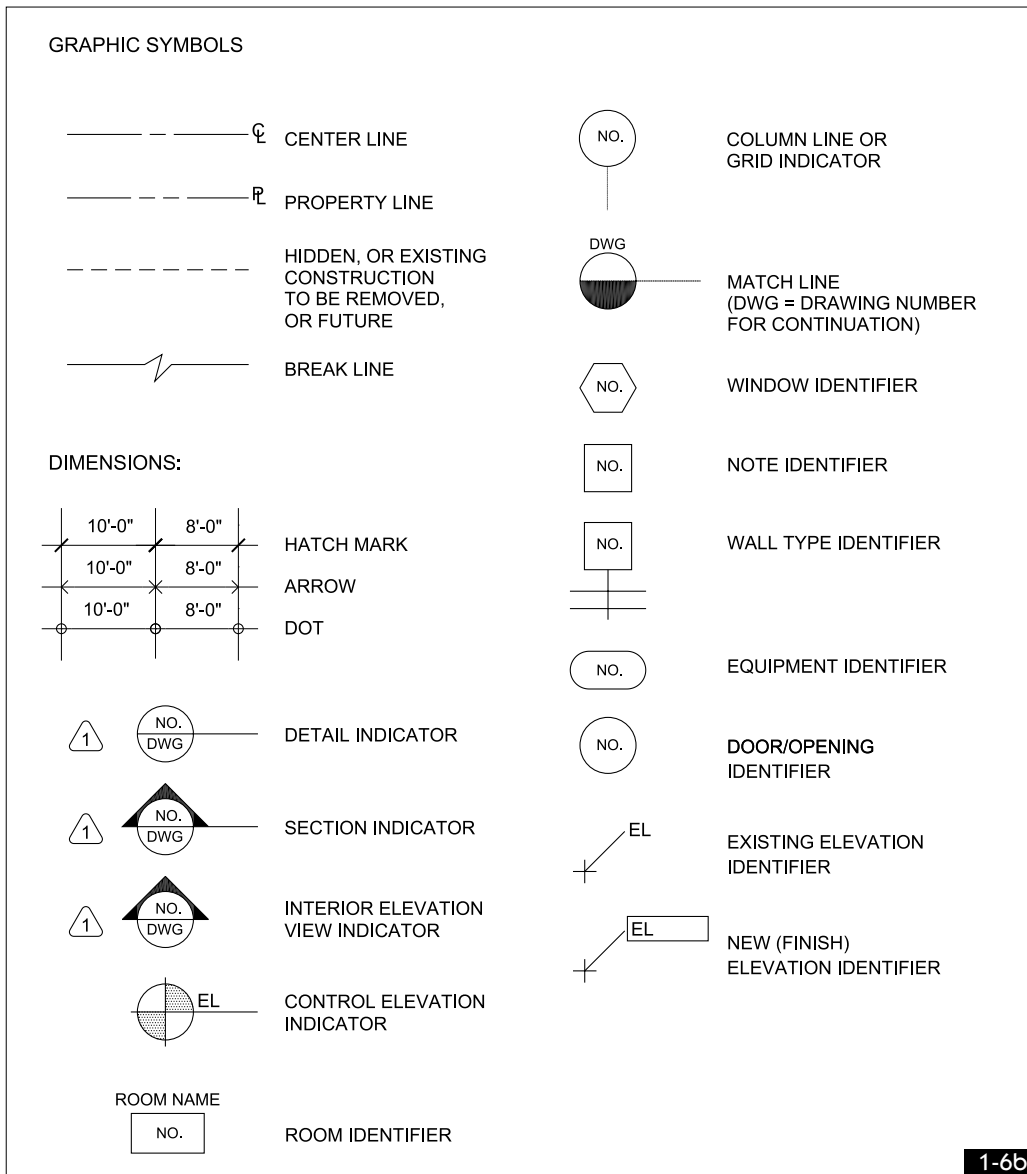 GRAPHIC SYMBOLS
℄ CENTER LINE
PL PROPERTY LINE
HIDDEN, OR EXISTING
CONSTRUCTION
TO BE REMOVED,
OR FUTURE
BREAK LINE
DIMENSIONS:
10'-0" 8'-0"
HATCH MARK
10'-0" 8'-0"
ARROW
10'-0" 8'-0"
DOT
1
NO.
DWG
DETAIL INDICATOR
1
NO.
DWG
SECTION INDICATOR
1
NO.
DWG
INTERIOR ELEVATION
VIEW INDICATOR
EL
CONTROL ELEVATION
INDICATOR
ROOM NAME
NO.
ROOM IDENTIFIER
NO.
COLUMN LINE OR
GRID INDICATOR
DWG
MATCH LINE
(DWG = DRAWING NUMBER
FOR CONTINUATION)
NO.
WINDOW IDENTIFIER
NO.
NOTE IDENTIFIER
NO.
WALL TYPE IDENTIFIER
NO.
EQUIPMENT IDENTIFIER
NO.
DOOR/OPENING
IDENTIFIER
EL
EXISTING ELEVATION
IDENTIFIER
EL
NEW (FINISH)
ELEVATION IDENTIFIER
1-6b